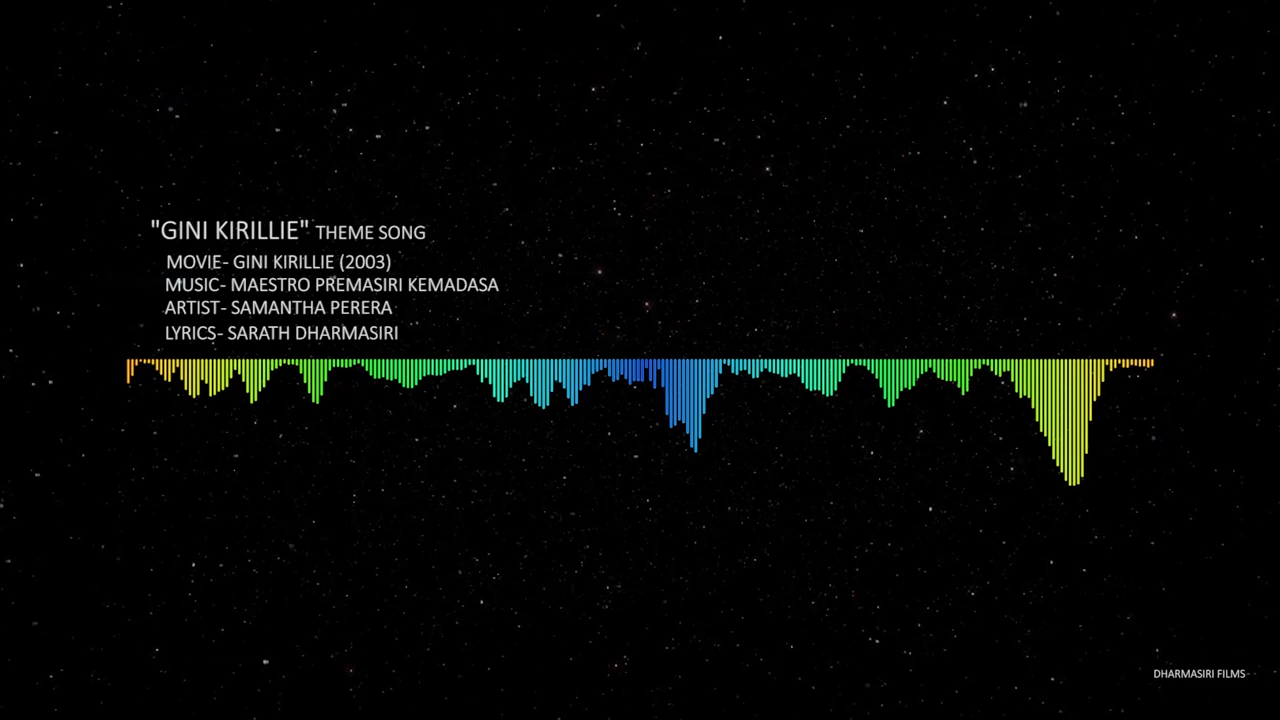 "GINI KIRILLIE" THEME SONG
MOVIE- GINI KIRILLIE (2003)
MUSIC- MAESTRO PREMASIRI KEMADASA
ARTIST- SAMANTHA PERERA
LYRICS- SARATH DHARMASIRI
DHARMASIRI FILMS